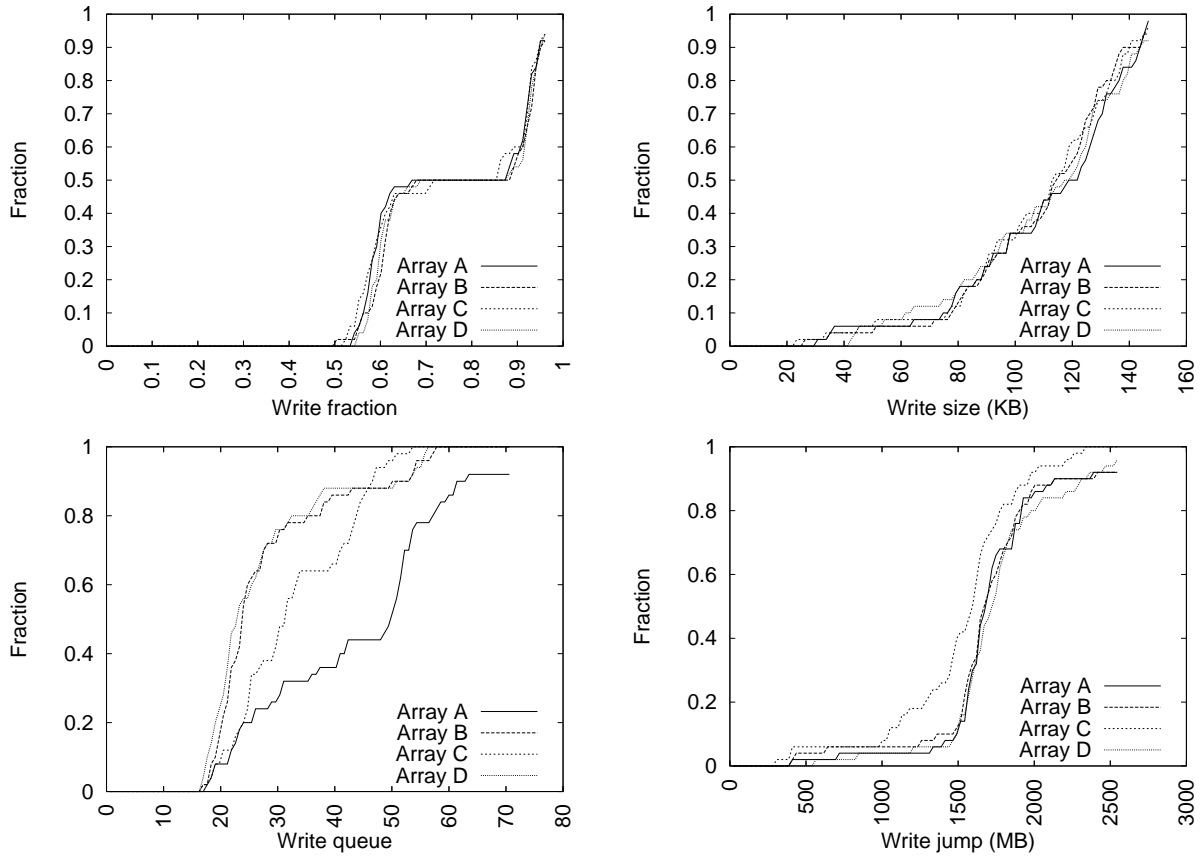 1
0.9
0.8
0.7
0.6
0.5
0.4
0.3
0.2
0.1
0
Fraction
Array A
Array B
Array C
Array D
0 0.1 0.2 0.3 0.4 0.5 0.6 0.7 0.8 0.9 1
Write fraction
1
0.9
0.8
0.7
0.6
0.5
0.4
0.3
0.2
0.1
0
Fraction
Array A
Array B
Array C
Array D
0 20 40 60 80 100 120 140 160
Write size (KB)
1
0.8
0.6
0.4
0.2
0
Fraction
Array A
Array B
Array C
Array D
0 10 20 30 40 50 60 70 80
Write queue
1
0.8
0.6
0.4
0.2
0
Fraction
Array A
Array B
Array C
Array D
0 500 1000 1500 2000 2500 3000
Write jump (MB)